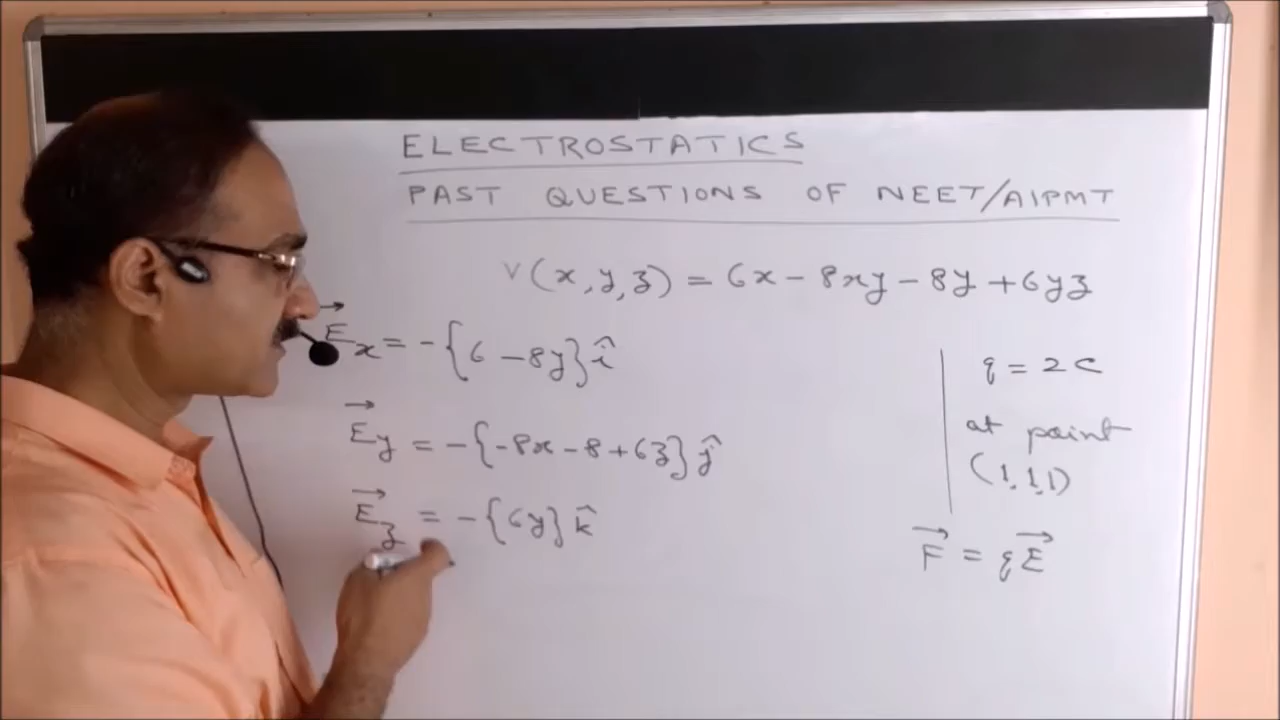 ELECTROSTATICS
PAST QUESTIONS OF NEET/AIPMT
V(x,y,z) = 6x - 8xy - 8y + 6yz
E⃗x = -{6 - 8y} î
E⃗y = -{-8x - 8 + 6z} ĵ
E⃗z = -{6y} k̂
q = 2C
at point
(1,1,1)
F⃗ = qE⃗